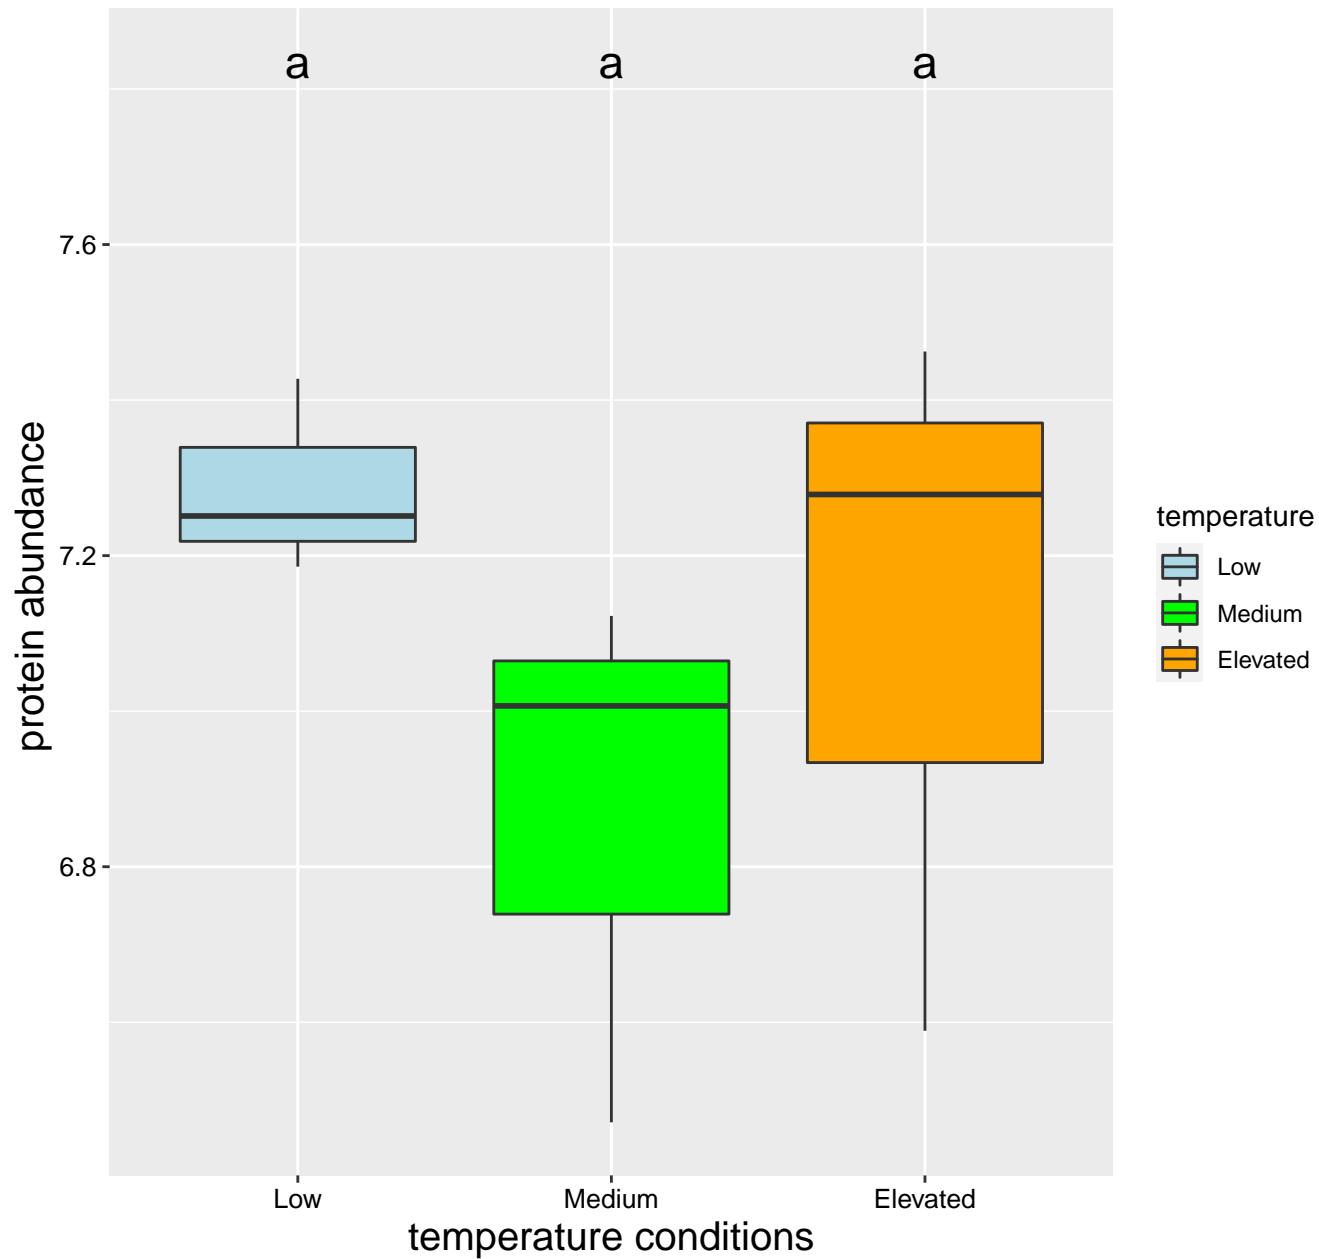 a a a
7.6
7.2
6.8
protein abundance
Low Medium Elevated
temperature conditions
temperature
Low
Medium
Elevated